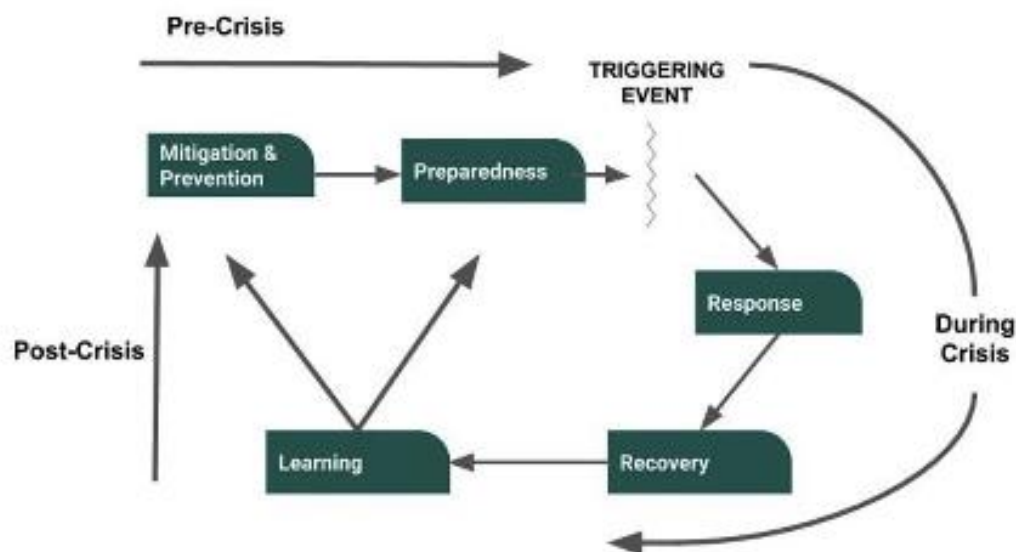 Pre-Crisis
TRIGGERING
EVENT
Mitigation &
Prevention
Preparedness
Response
During
Crisis
Post-Crisis
Learning
Recovery